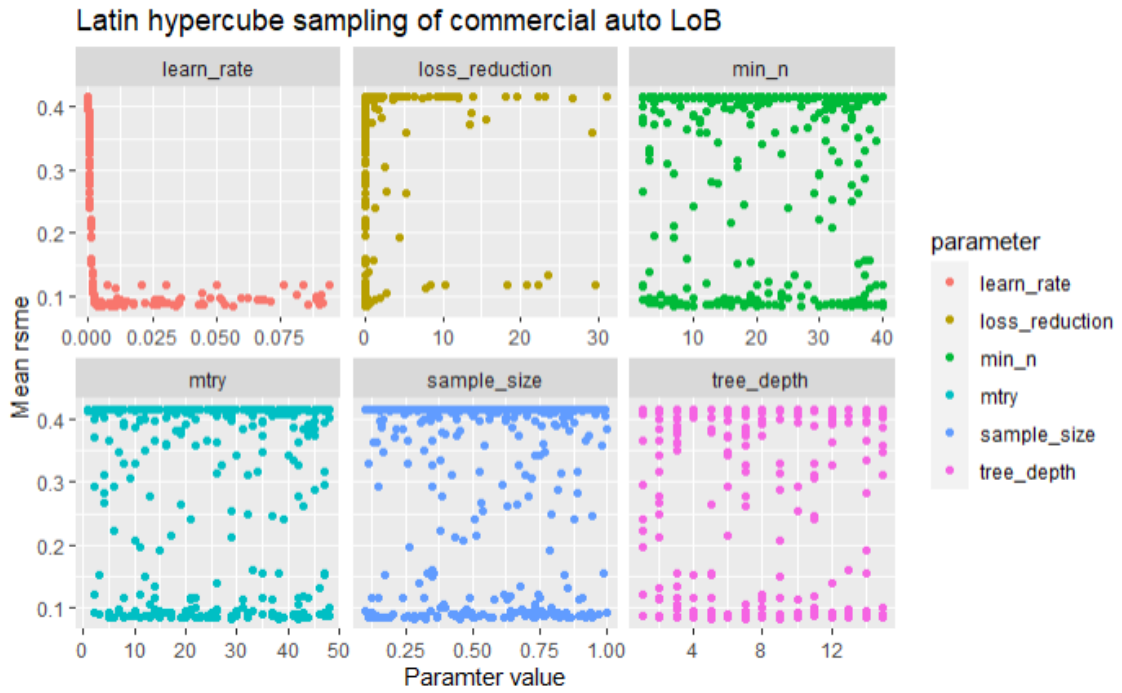 Latin hypercube sampling of commercial auto LoB
learn_rate
loss_reduction
min_n
0.4
0.3
0.2
0.1
0.000 0.025 0.050 0.075
0 10 20 30
10 20 30 40
mtry
sample_size
tree_depth
0.4
0.3
0.2
0.1
0 10 20 30 40 50
0.25 0.50 0.75 1.00
4 8 12
Mean rsme
Paramter value
parameter
learn_rate
loss_reduction
min_n
mtry
sample_size
tree_depth